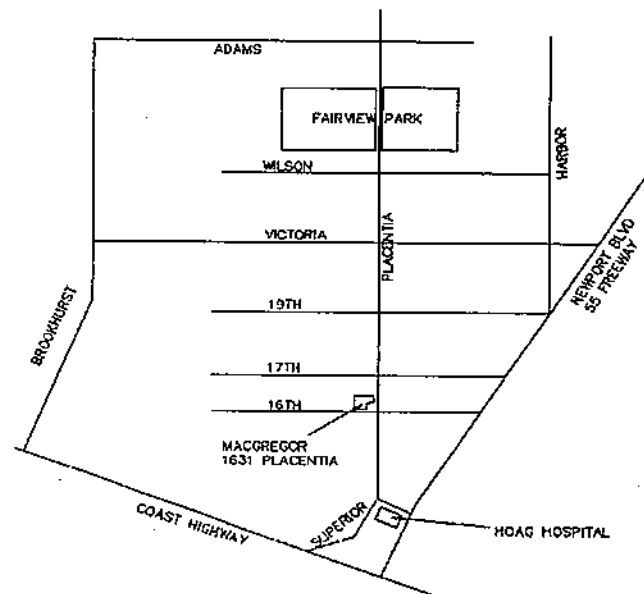 ADAMS
FAIRVIEW PARK
HARBOR
WILSON
PLACENTIA
VICTORIA
NEWPORT BLVD
55 FREEWAY
BROOKHURST
19TH
17TH
16TH
MACGREGOR
1631 PLACENTIA
COAST HIGHWAY
SUPERIOR
HOAG HOSPITAL